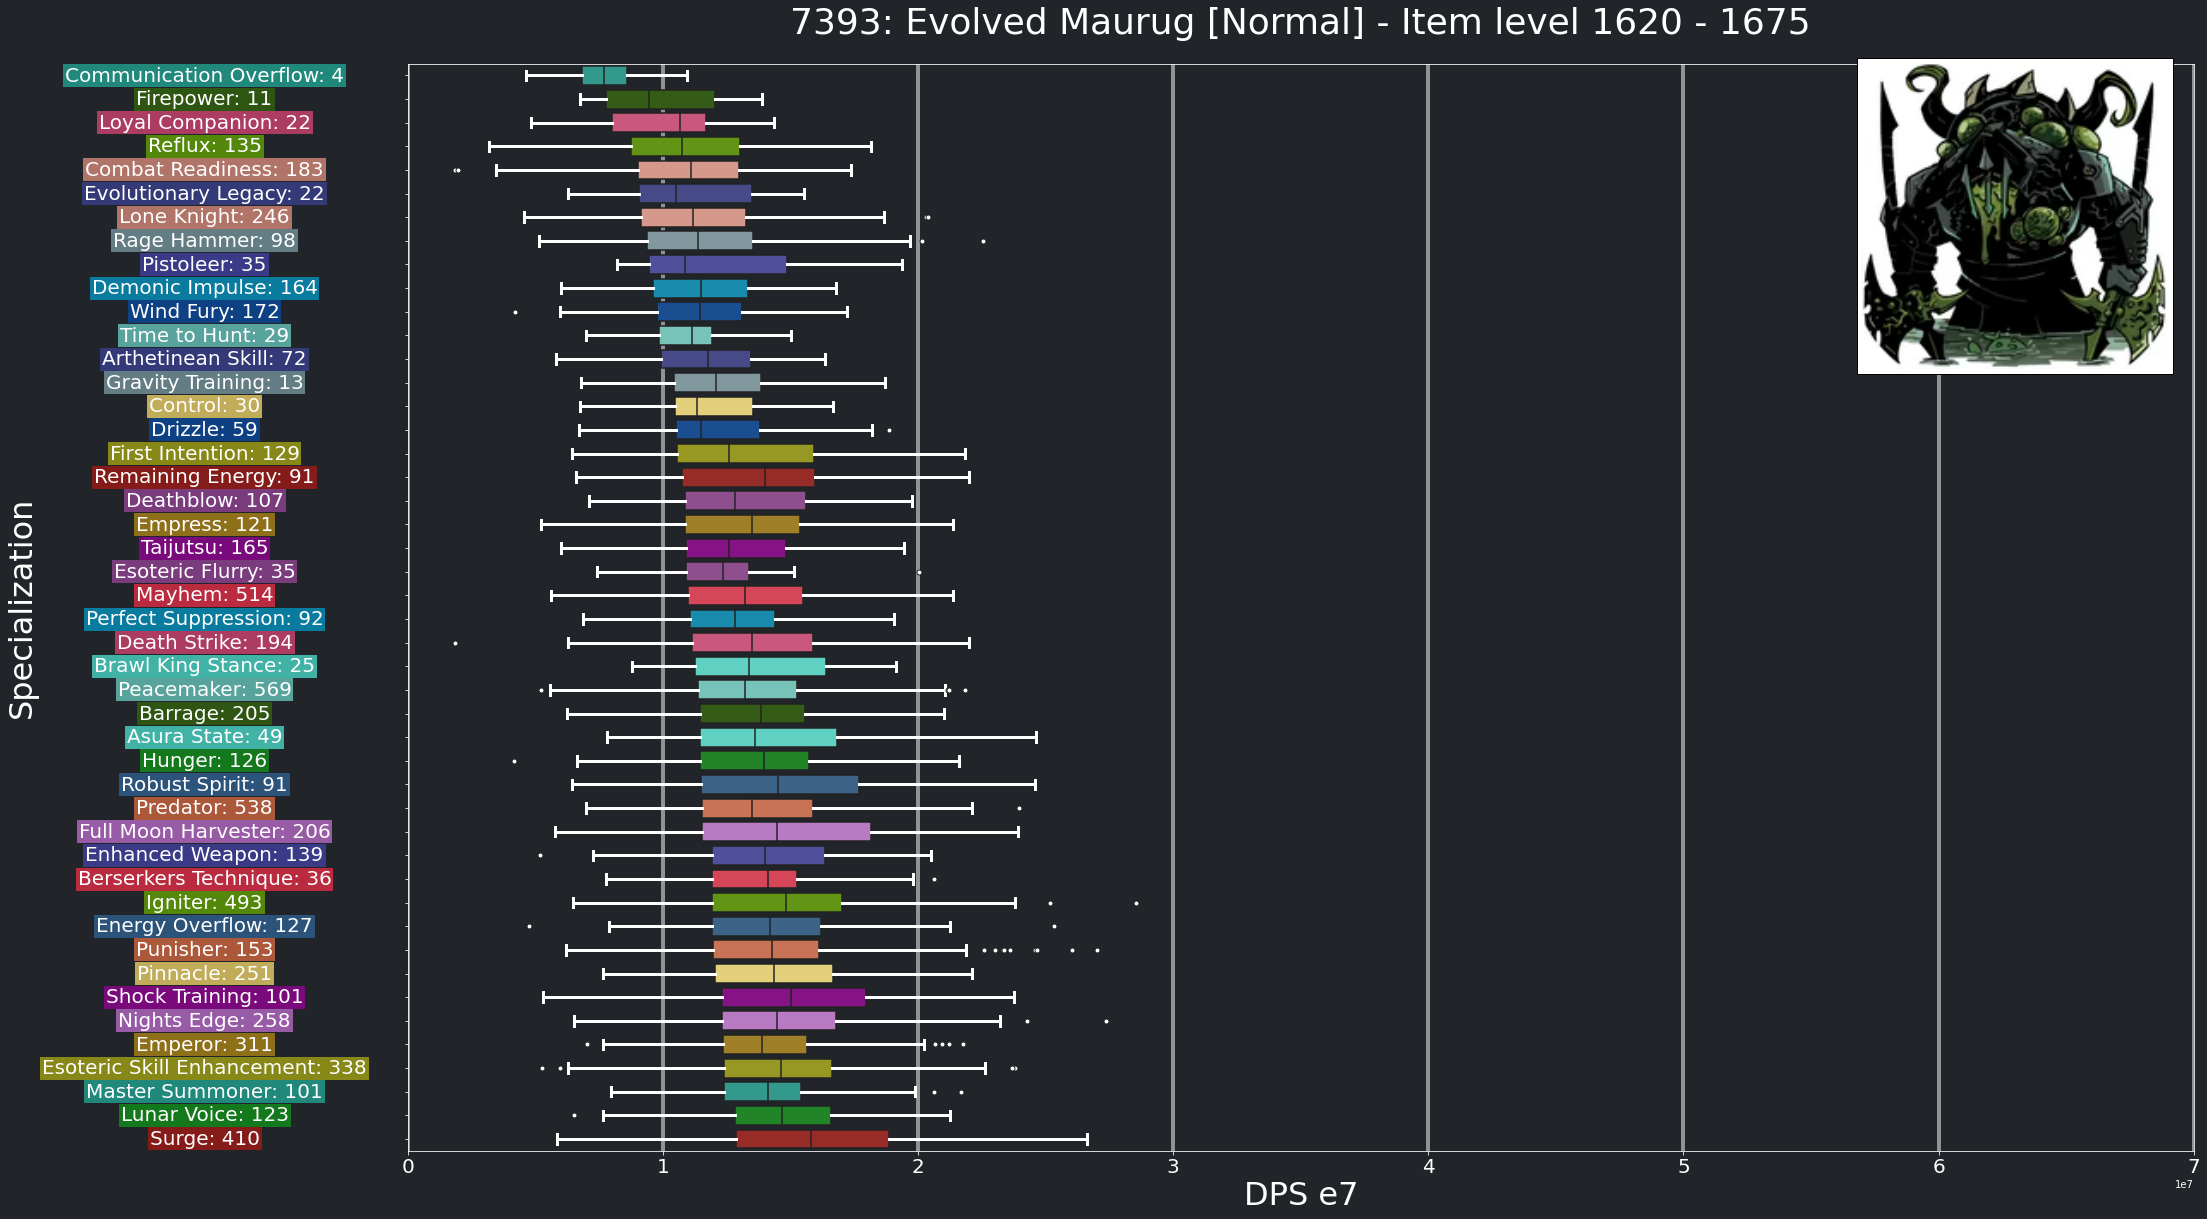 7393: Evolved Maurug [Normal] - Item level 1620 - 1675
Specialization
Communication Overflow: 4
Firepower: 11
Loyal Companion: 22
Reflux: 135
Combat Readiness: 183
Evolutionary Legacy: 22
Lone Knight: 246
Rage Hammer: 98
Pistoleer: 35
Demonic Impulse: 164
Wind Fury: 172
Time to Hunt: 29
Arthetinean Skill: 72
Gravity Training: 13
Control: 30
Drizzle: 59
First Intention: 129
Remaining Energy: 91
Deathblow: 107
Empress: 121
Taijutsu: 165
Esoteric Flurry: 35
Mayhem: 514
Perfect Suppression: 92
Death Strike: 194
Brawl King Stance: 25
Peacemaker: 569
Barrage: 205
Asura State: 49
Hunger: 126
Robust Spirit: 91
Predator: 538
Full Moon Harvester: 206
Enhanced Weapon: 139
Berserkers Technique: 36
Igniter: 493
Energy Overflow: 127
Punisher: 153
Pinnacle: 251
Shock Training: 101
Nights Edge: 258
Emperor: 311
Esoteric Skill Enhancement: 338
Master Summoner: 101
Lunar Voice: 123
Surge: 410
0 1 2 3 4 5 6 7
1e7
DPS e7